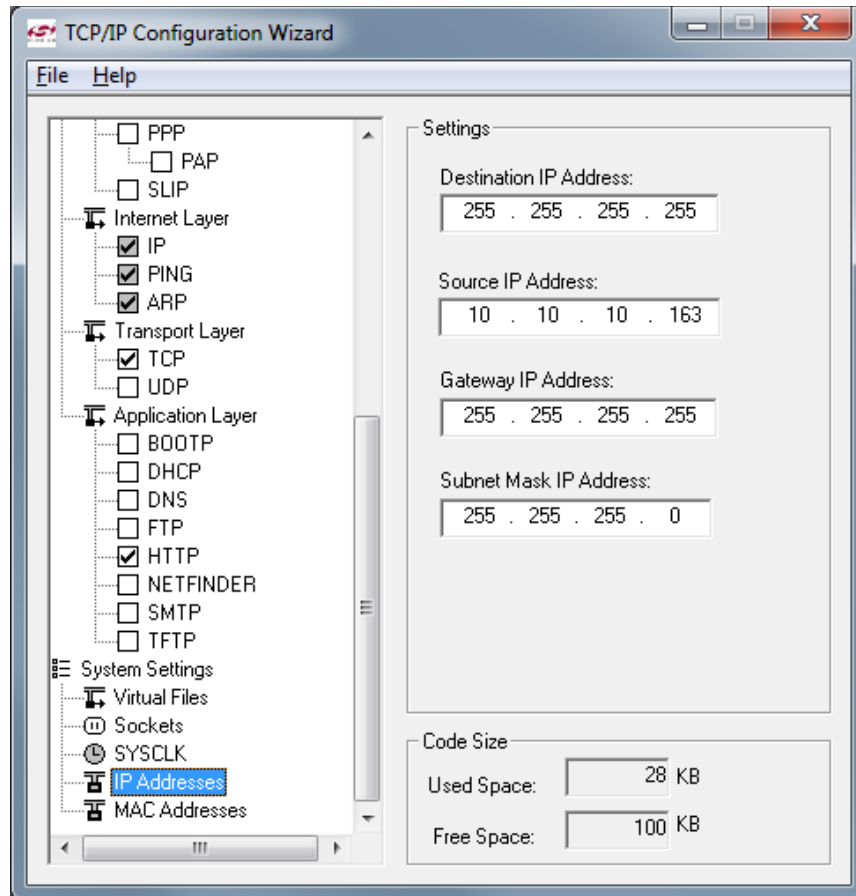 TCP/IP Configuration Wizard
File Help
PPP
PAP
SLIP
Internet Layer
IP
PING
ARP
Transport Layer
TCP
UDP
Application Layer
BOOTP
DHCP
DNS
FTP
HTTP
NETFINDER
SMTP
TFTP
System Settings
Virtual Files
Sockets
SYSCLK
IP Addresses
MAC Addresses
Settings
Destination IP Address:
255 . 255 . 255 . 255
Source IP Address:
10 . 10 . 10 . 163
Gateway IP Address:
255 . 255 . 255 . 255
Subnet Mask IP Address:
255 . 255 . 255 . 0
Code Size
Used Space: 28 KB
Free Space: 100 KB